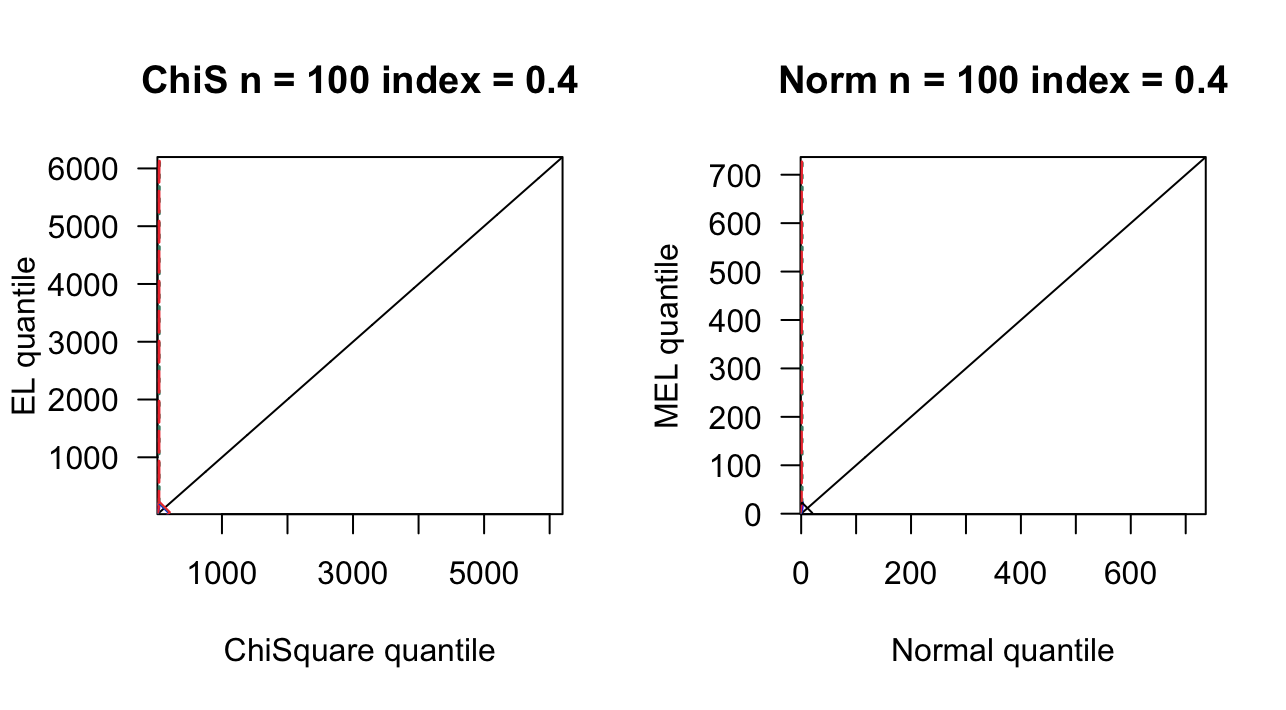 ChiS n = 100 index = 0.4
EL quantile
6000
5000
4000
3000
2000
1000
1000 3000 5000
ChiSquare quantile
Norm n = 100 index = 0.4
MEL quantile
700
600
500
400
300
200
100
0
0 200 400 600
Normal quantile